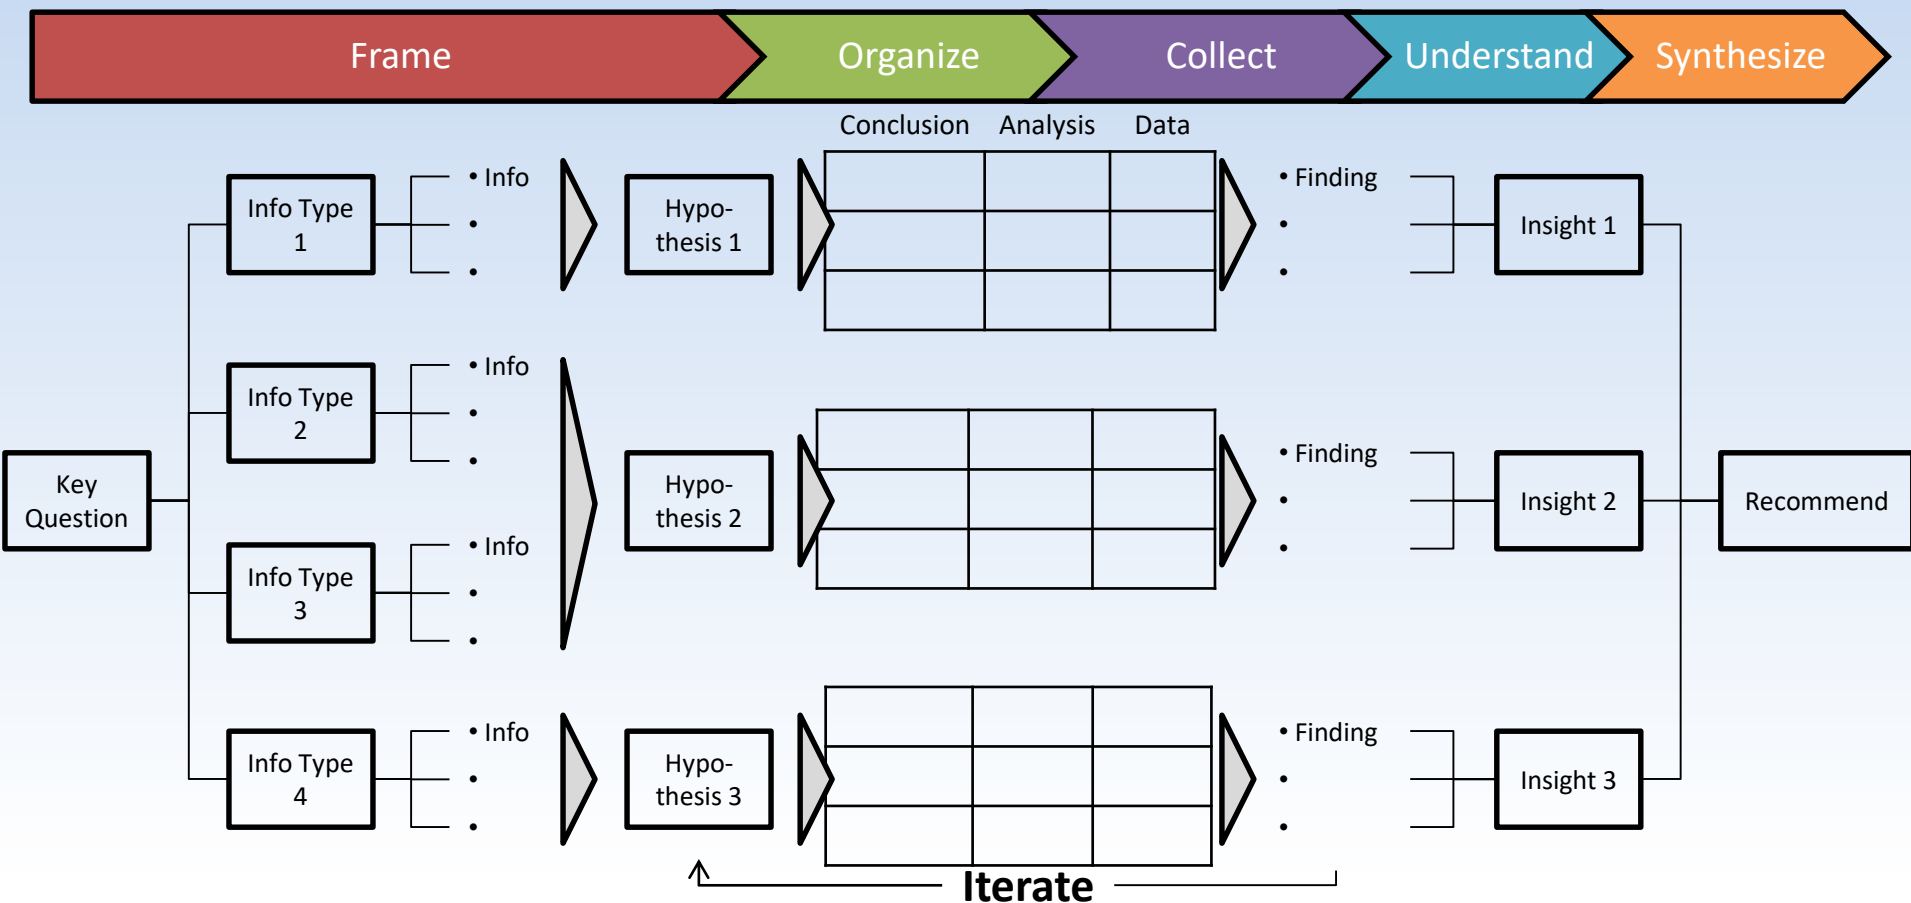 Frame
Organize
Collect
Understand
Synthesize
Conclusion
Analysis
Data
Key
Question
Info Type
1
• Info
•
•
Hypo-
thesis 1
• Finding
•
•
Insight 1
Info Type
2
• Info
•
•
Info Type
3
• Info
•
•
Hypo-
thesis 2
• Finding
•
•
Insight 2
Recommend
Info Type
4
• Info
•
•
Hypo-
thesis 3
• Finding
•
•
Insight 3
Iterate